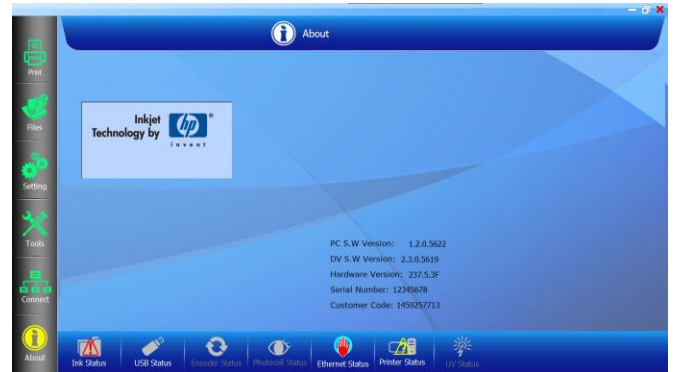 About
Print
Files
Setting
Tools
Connect
About
Inkjet
Technology by
hp
®
invent
PC S.W Version: 1.2.0.5622
DV S.W Version: 2.3.0.5619
Hardware Version: 237.5.3F
Serial Number: 12345678
Customer Code: 1459257713
Ink Status USB Status Encoder Status Photocell Status Ethernet Status Printer Status UV Status